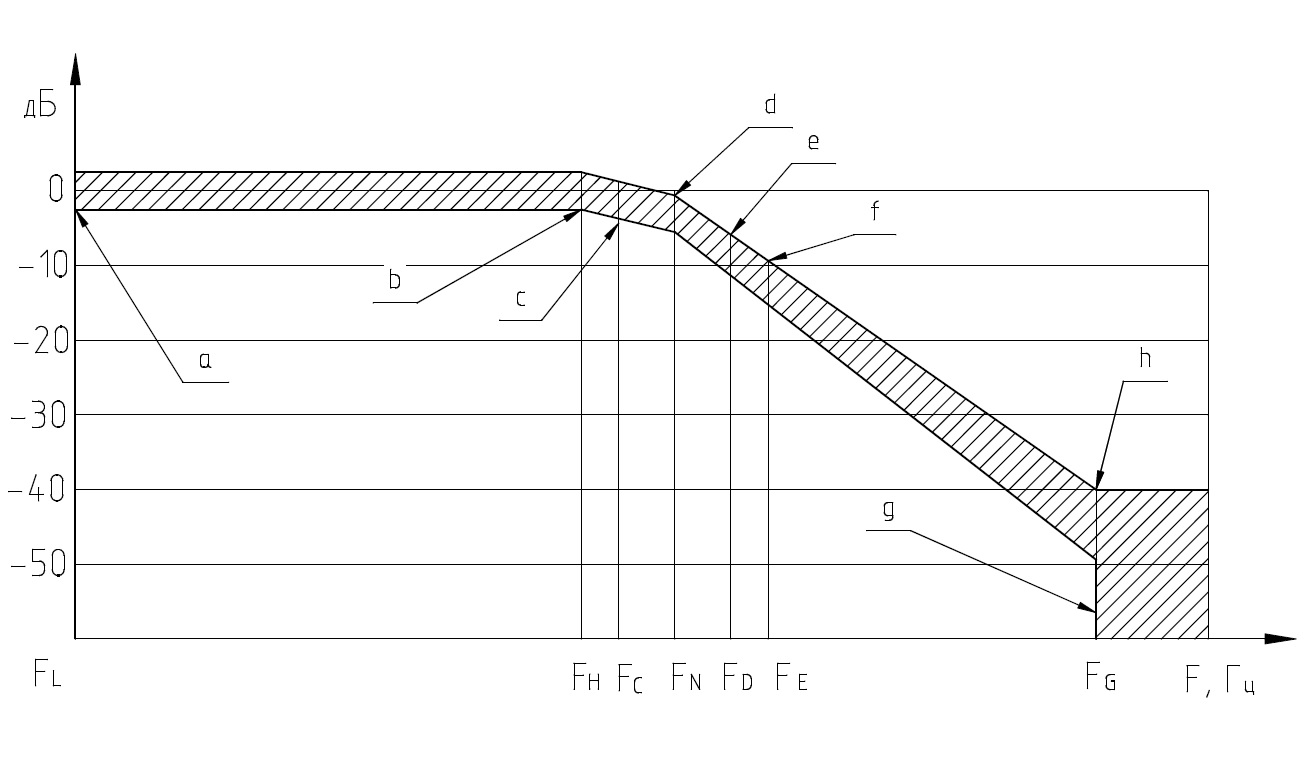 дБ
d
e
0
f
-10
b
c
-20
a
h
-30
-40
g
-50
FL
FH FC FN FD FE FG F, Гц